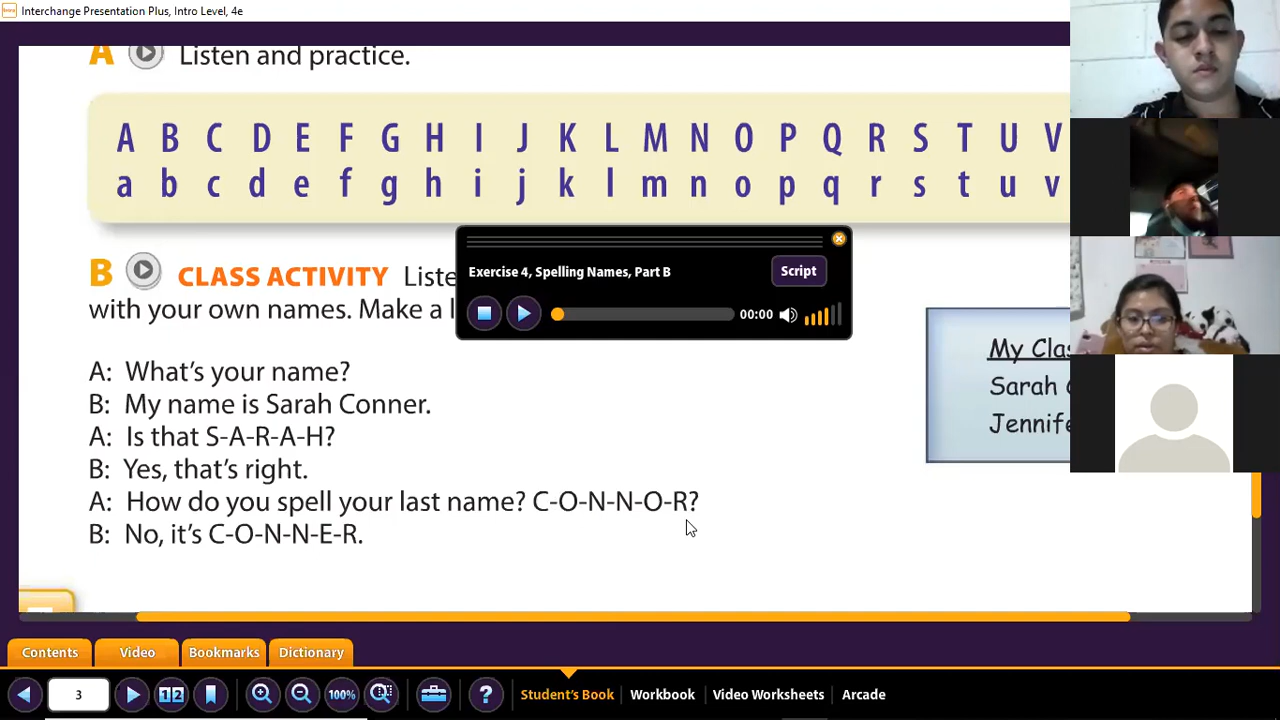 Interchange Presentation Plus, Intro Level, 4e
A Listen and practice.
A B C D E F G H I J K L M N O P Q R S T U V
a b c d e f g h i j k l m n o p q r s t u v
B CLASS ACTIVITY
with your own names. Make a
Exercise 4, Spelling Names, Part B
Script
00:00
A: What's your name?
B: My name is Sarah Conner.
A: Is that S-A-R-A-H?
B: Yes, that's right.
A: How do you spell your last name? C-O-N-N-O-R?
B: No, it's C-O-N-N-E-R.
My
Sarah
Contents Video Bookmarks Dictionary
3 1 2 100% ? Student's Book Workbook Video Worksheets Arcade